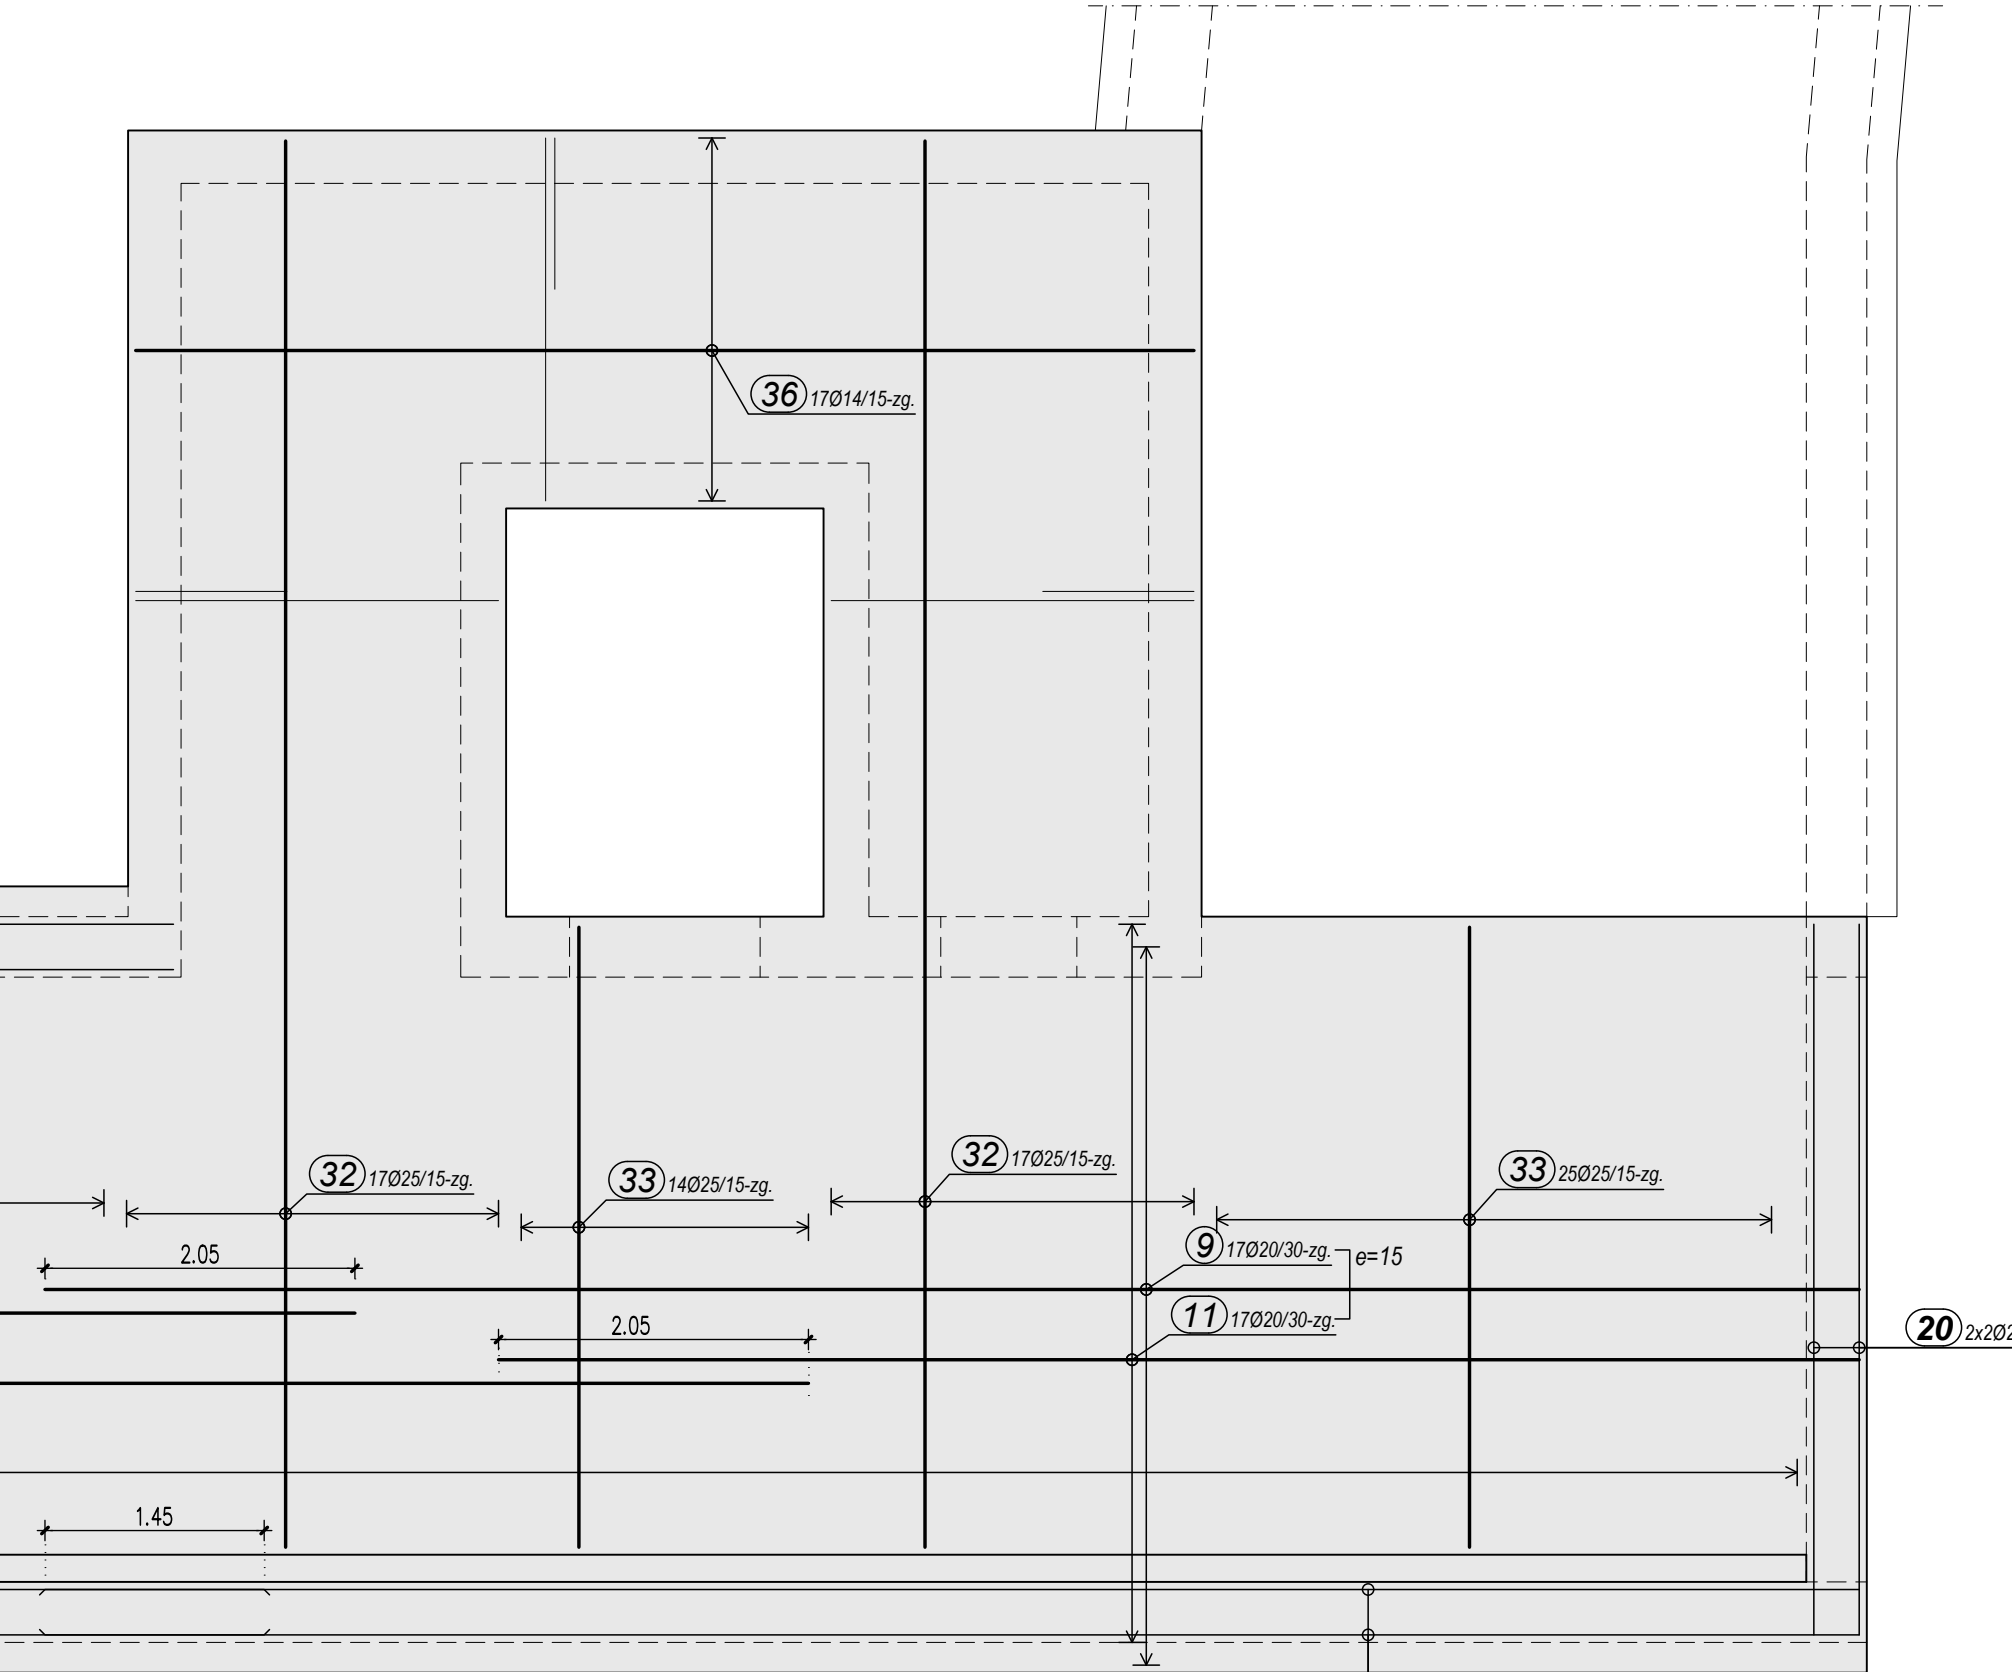 36 17Ø14/15-zg.
32 17Ø25/15-zg.
33 14Ø25/15-zg.
32 17Ø25/15-zg.
33 25Ø25/15-zg.
2.05
9 17Ø20/30-zg.
e=15
11 17Ø20/30-zg.
2.05
20 2x2Ø2
1.45